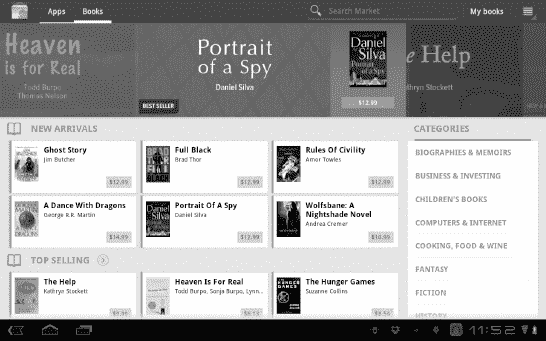 Apps
Books
Search Market
My books
Heaven
is for Real
Todd Burpo
Thomas Nelson
BEST SELLER
Portrait
of a Spy
Daniel Silva
Daniel
Silva
Portrait
of a Spy
$12.99
e Help
thryn Stockett
NEW ARRIVALS
Ghost Story
Jim Butcher
$12.99
Full Black
Brad Thor
$12.99
Rules Of Civility
Amor Towles
$12.99
A Dance With Dragons
George R.R. Martin
$14.99
Portrait Of A Spy
Daniel Silva
$12.99
Wolfsbane: A
Nightshade Novel
Andrea Cremer
$10.99
TOP SELLING
The Help
Kathryn Stockett
Heaven Is For Real
Todd Burpo, Sonja Burpo, Lynn...
The Hunger Games
Suzanne Collins
CATEGORIES
BIOGRAPHIES & MEMOIRS
BUSINESS & INVESTING
CHILDREN'S BOOKS
COMPUTERS & INTERNET
COOKING, FOOD & WINE
FANTASY
FICTION
HISTORY
11:52